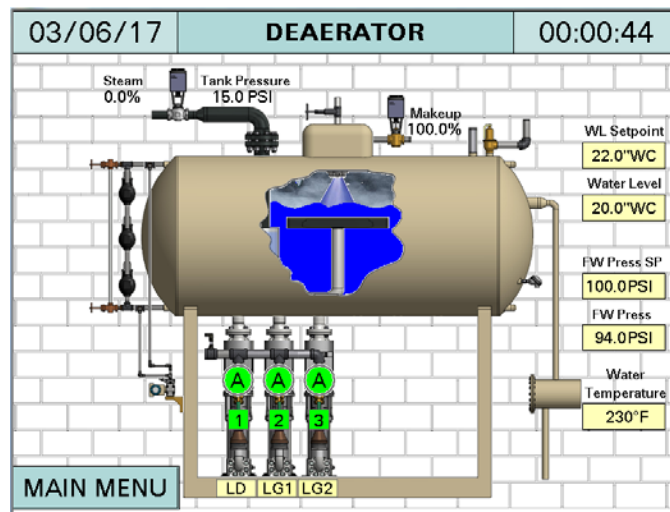 03/06/17 DEAERATOR 00:00:44
Steam
0.0%
Tank Pressure
15.0 PSI
Makeup
100.0%
WL Setpoint
22.0"WC
Water Level
20.0"WC
FW Press SP
100.0PSI
FW Press
94.0PSI
Water
Temperature
230°F
A A A
1 2 3
LD LG1 LG2
MAIN MENU